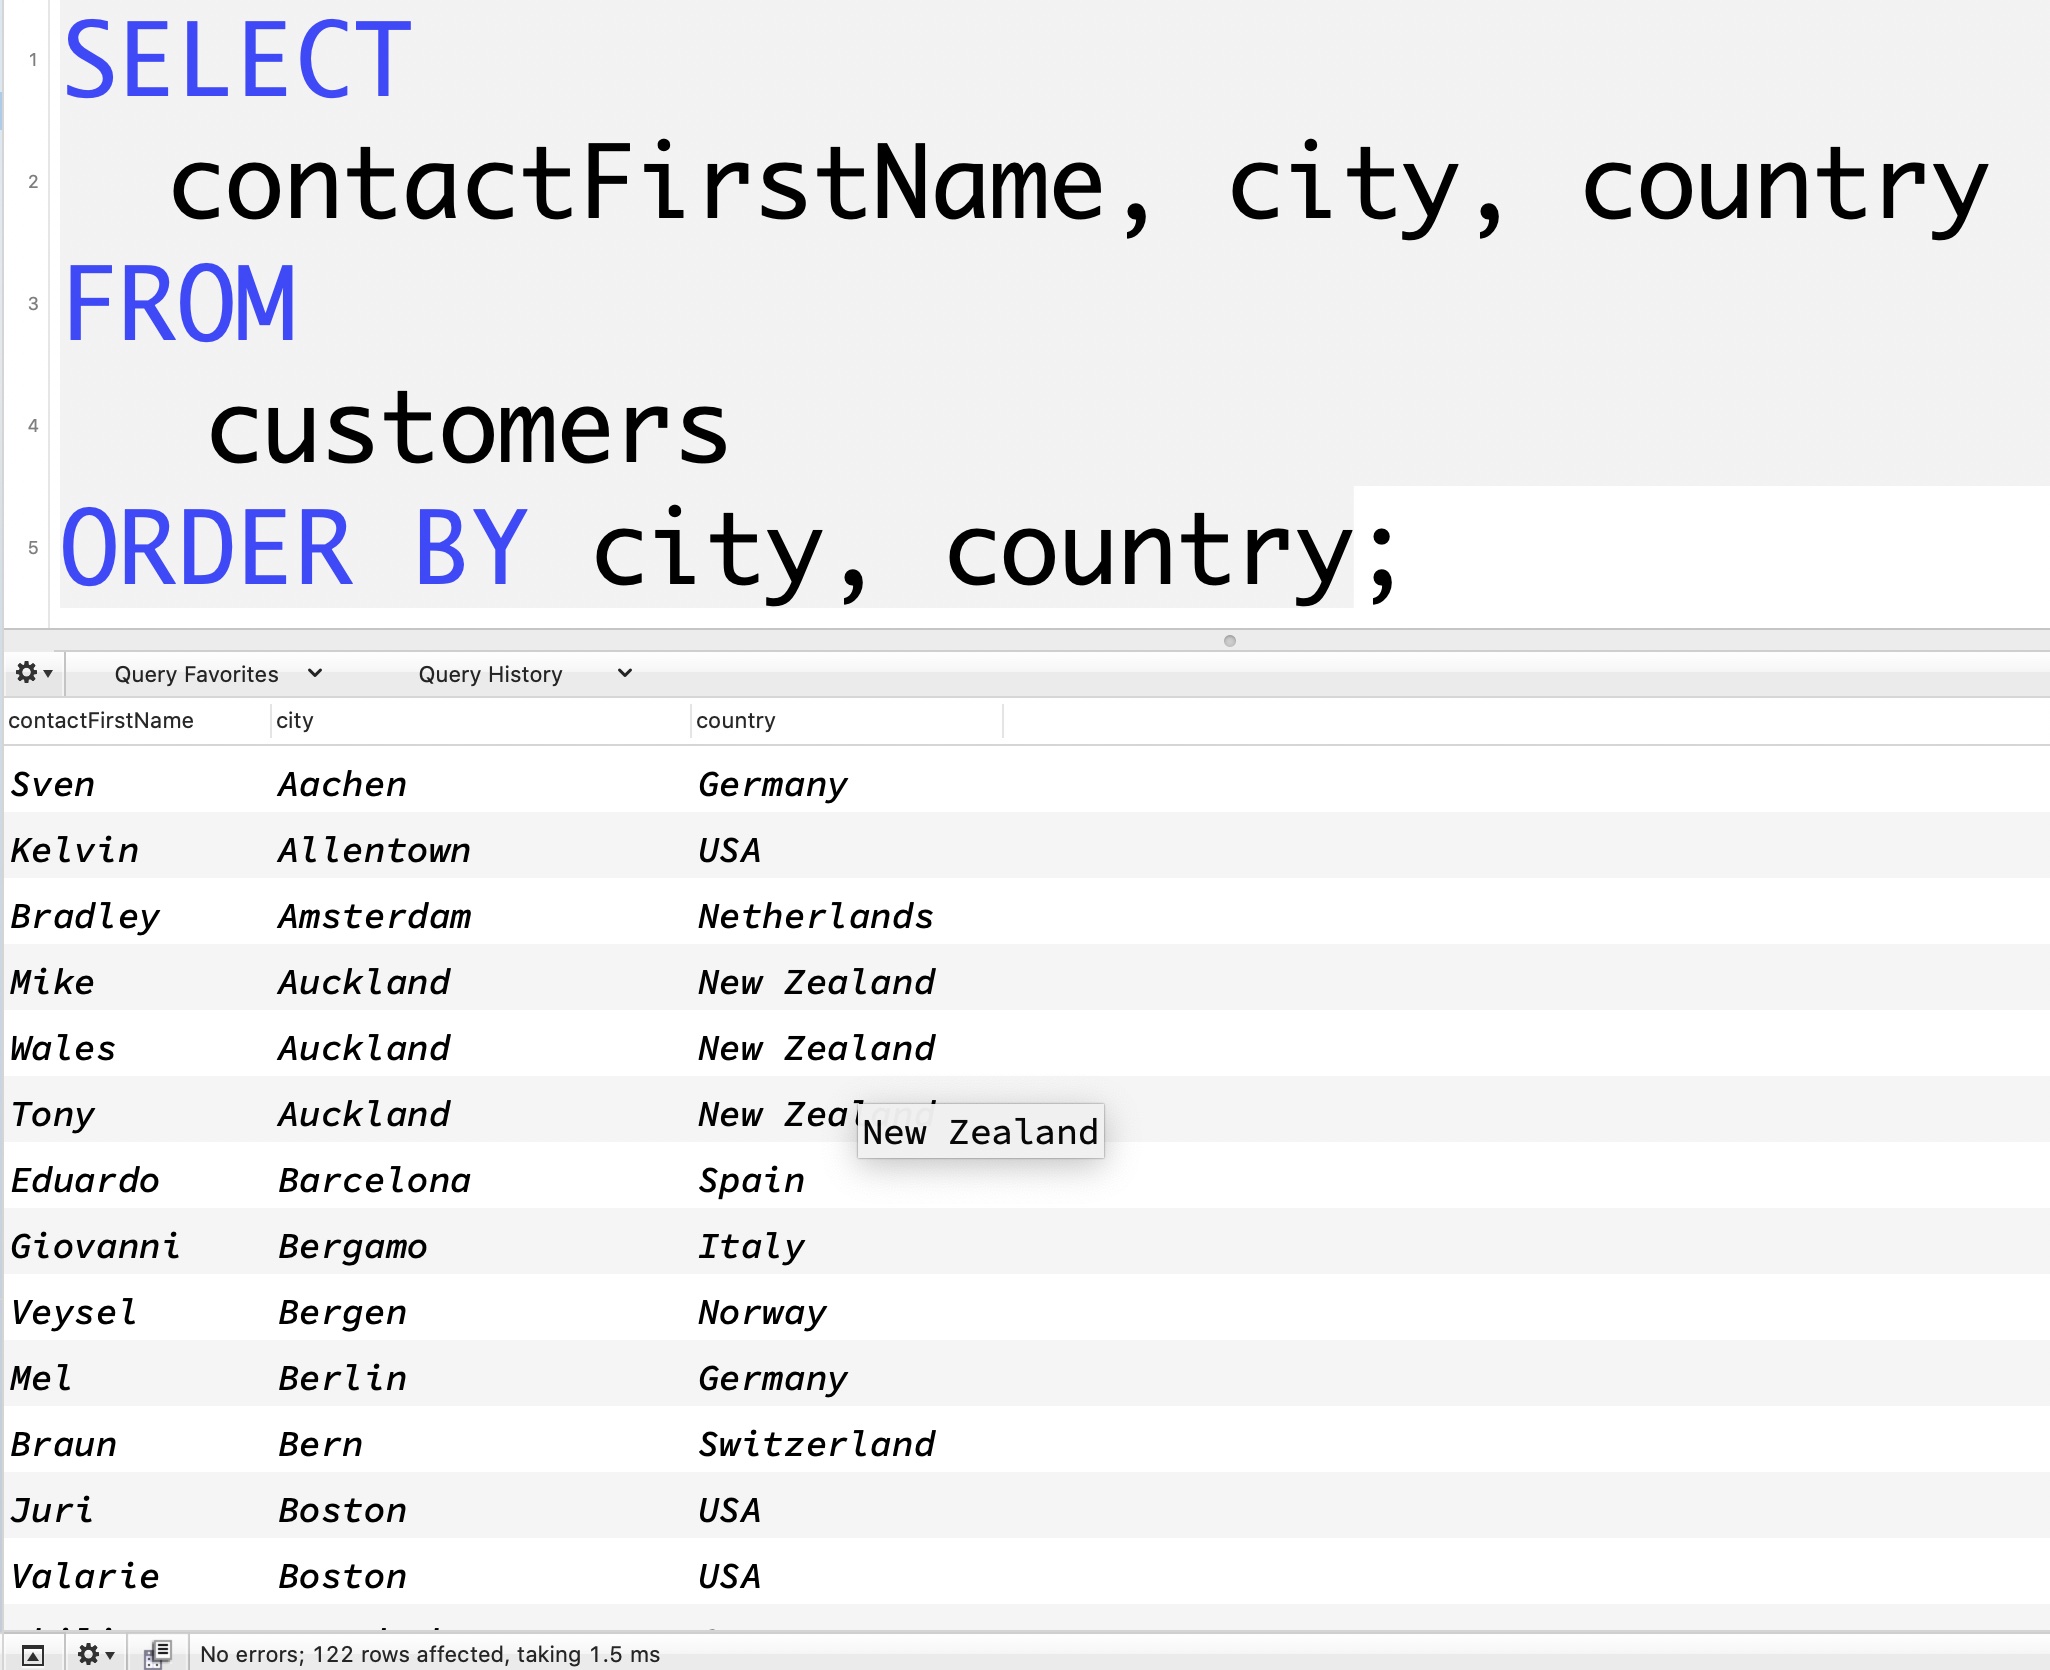 1 SELECT
2 contactFirstName, city, country
3 FROM
4 customers
5 ORDER BY city, country;
Query Favorites Query History
contactFirstName city country
Sven Aachen Germany
Kelvin Allentown USA
Bradley Amsterdam Netherlands
Mike Auckland New Zealand
Wales Auckland New Zealand
Tony Auckland New Zealand
New Zealand
Eduardo Barcelona Spain
Giovanni Bergamo Italy
Veysel Bergen Norway
Mel Berlin Germany
Braun Bern Switzerland
Juri Boston USA
Valarie Boston USA
No errors; 122 rows affected, taking 1.5 ms